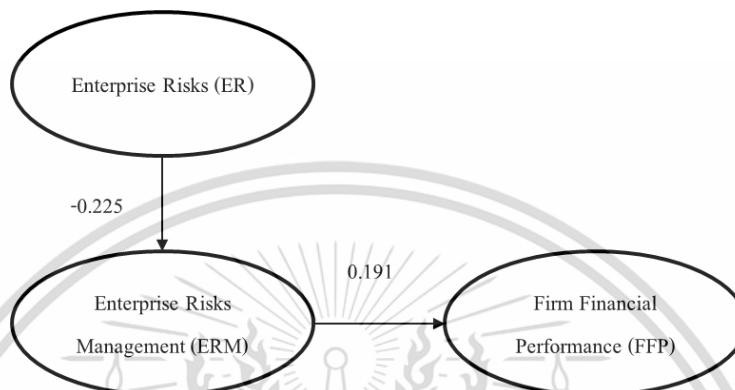 Enterprise Risks (ER)
-0.225
0.191
Enterprise Risks
Management (ERM)
Firm Financial
Performance (FFP)